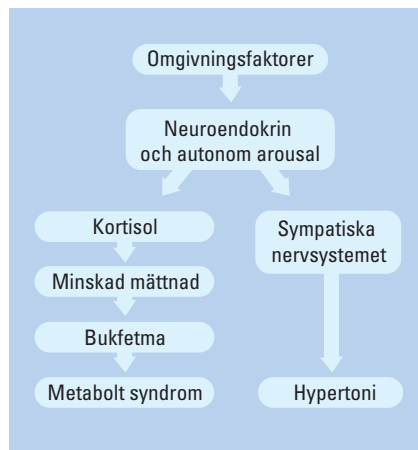 Omgivningsfaktorer
Neuroendokrin
och autonom arousal
Kortisol
Minskad mättnad
Bukfetma
Metabolt syndrom
Sympatiska
nervsystemet
Hypertoni